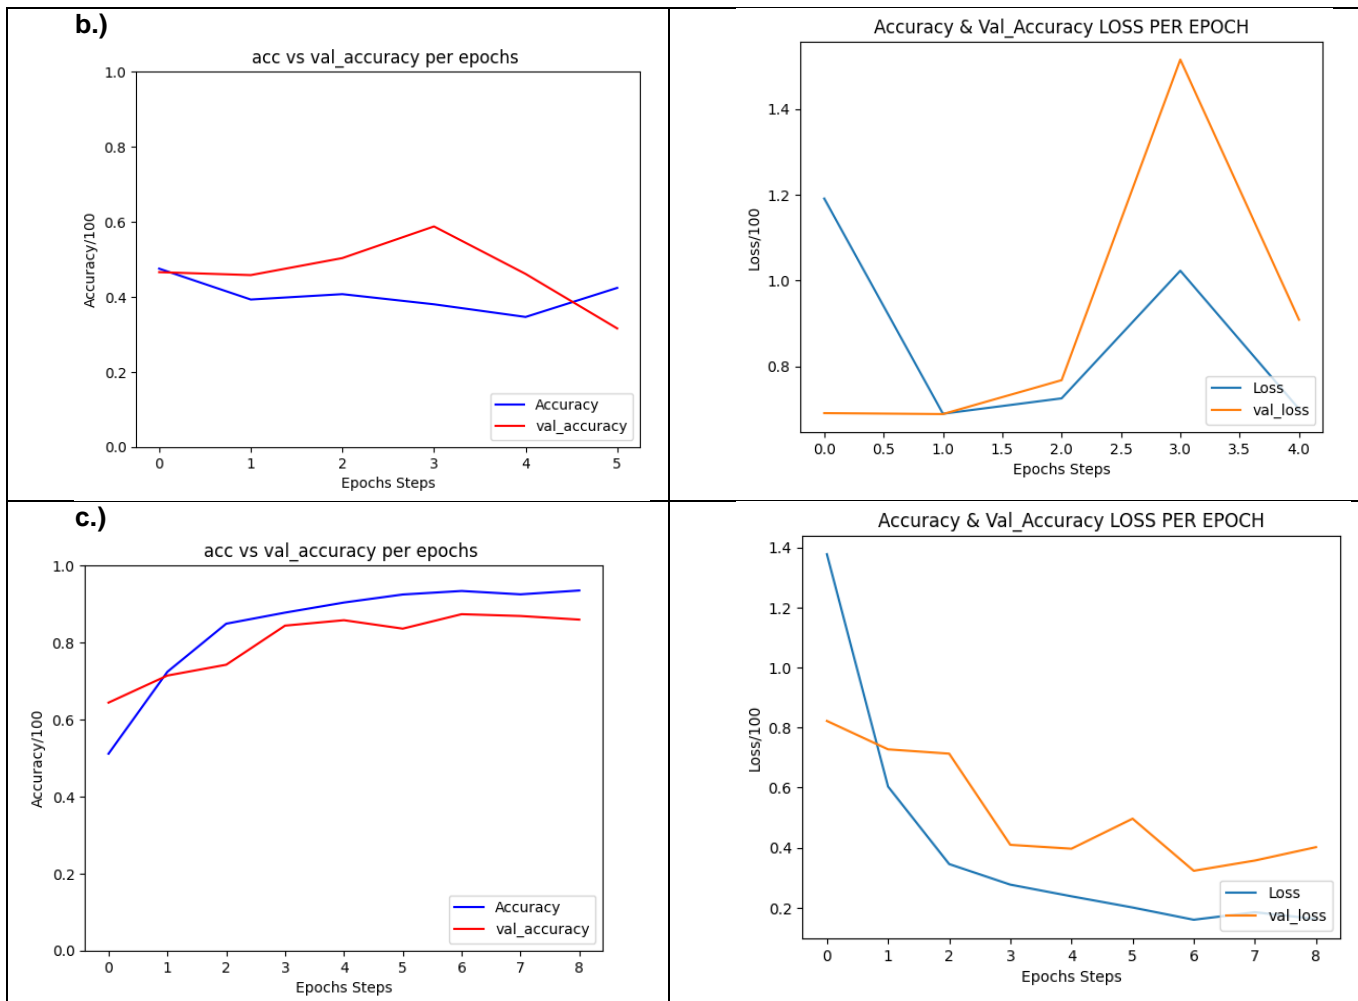 b.)
acc vs val_accuracy per epochs
1.0
0.8
0.6
0.4
0.2
0.0
Accuracy/100
Accuracy
val_accuracy
0 1 2 3 4 5
Epochs Steps
Accuracy & Val_Accuracy LOSS PER EPOCH
1.4
1.2
1.0
0.8
Loss/100
Loss
val_loss
0.0 0.5 1.0 1.5 2.0 2.5 3.0 3.5 4.0
Epochs Steps
c.)
acc vs val_accuracy per epochs
1.0
0.8
0.6
0.4
0.2
0.0
Accuracy/100
Accuracy
val_accuracy
0 1 2 3 4 5 6 7 8
Epochs Steps
Accuracy & Val_Accuracy LOSS PER EPOCH
1.4
1.2
1.0
0.8
0.6
0.4
0.2
Loss/100
Loss
val_loss
0 1 2 3 4 5 6 7 8
Epochs Steps